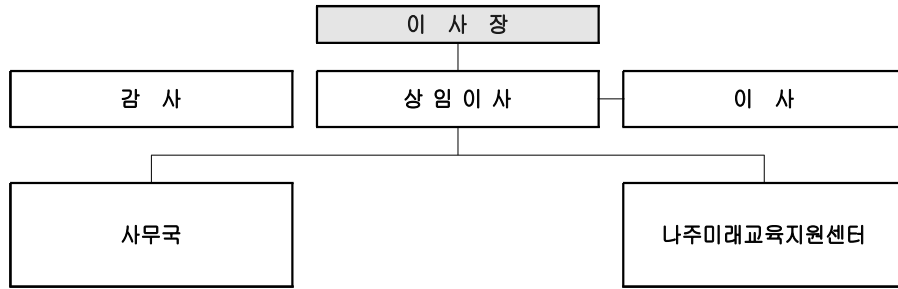 이 사 장
감 사
상 임 이 사
이 사
사무국
나주미래교육지원센터